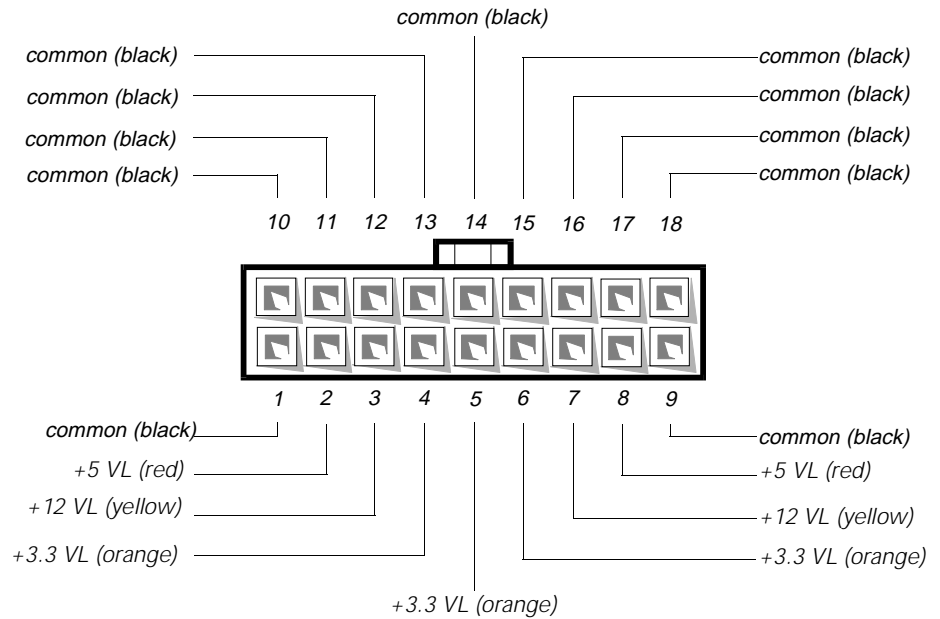 common (black)
common (black) common (black)
common (black) common (black)
common (black) common (black)
common (black) common (black)
10 11 12 13 14 15 16 17 18
1 2 3 4 5 6 7 8 9
common (black) common (black)
+5 VL (red) +5 VL (red)
+12 VL (yellow) +12 VL (yellow)
+3.3 VL (orange) +3.3 VL (orange)
+3.3 VL (orange)